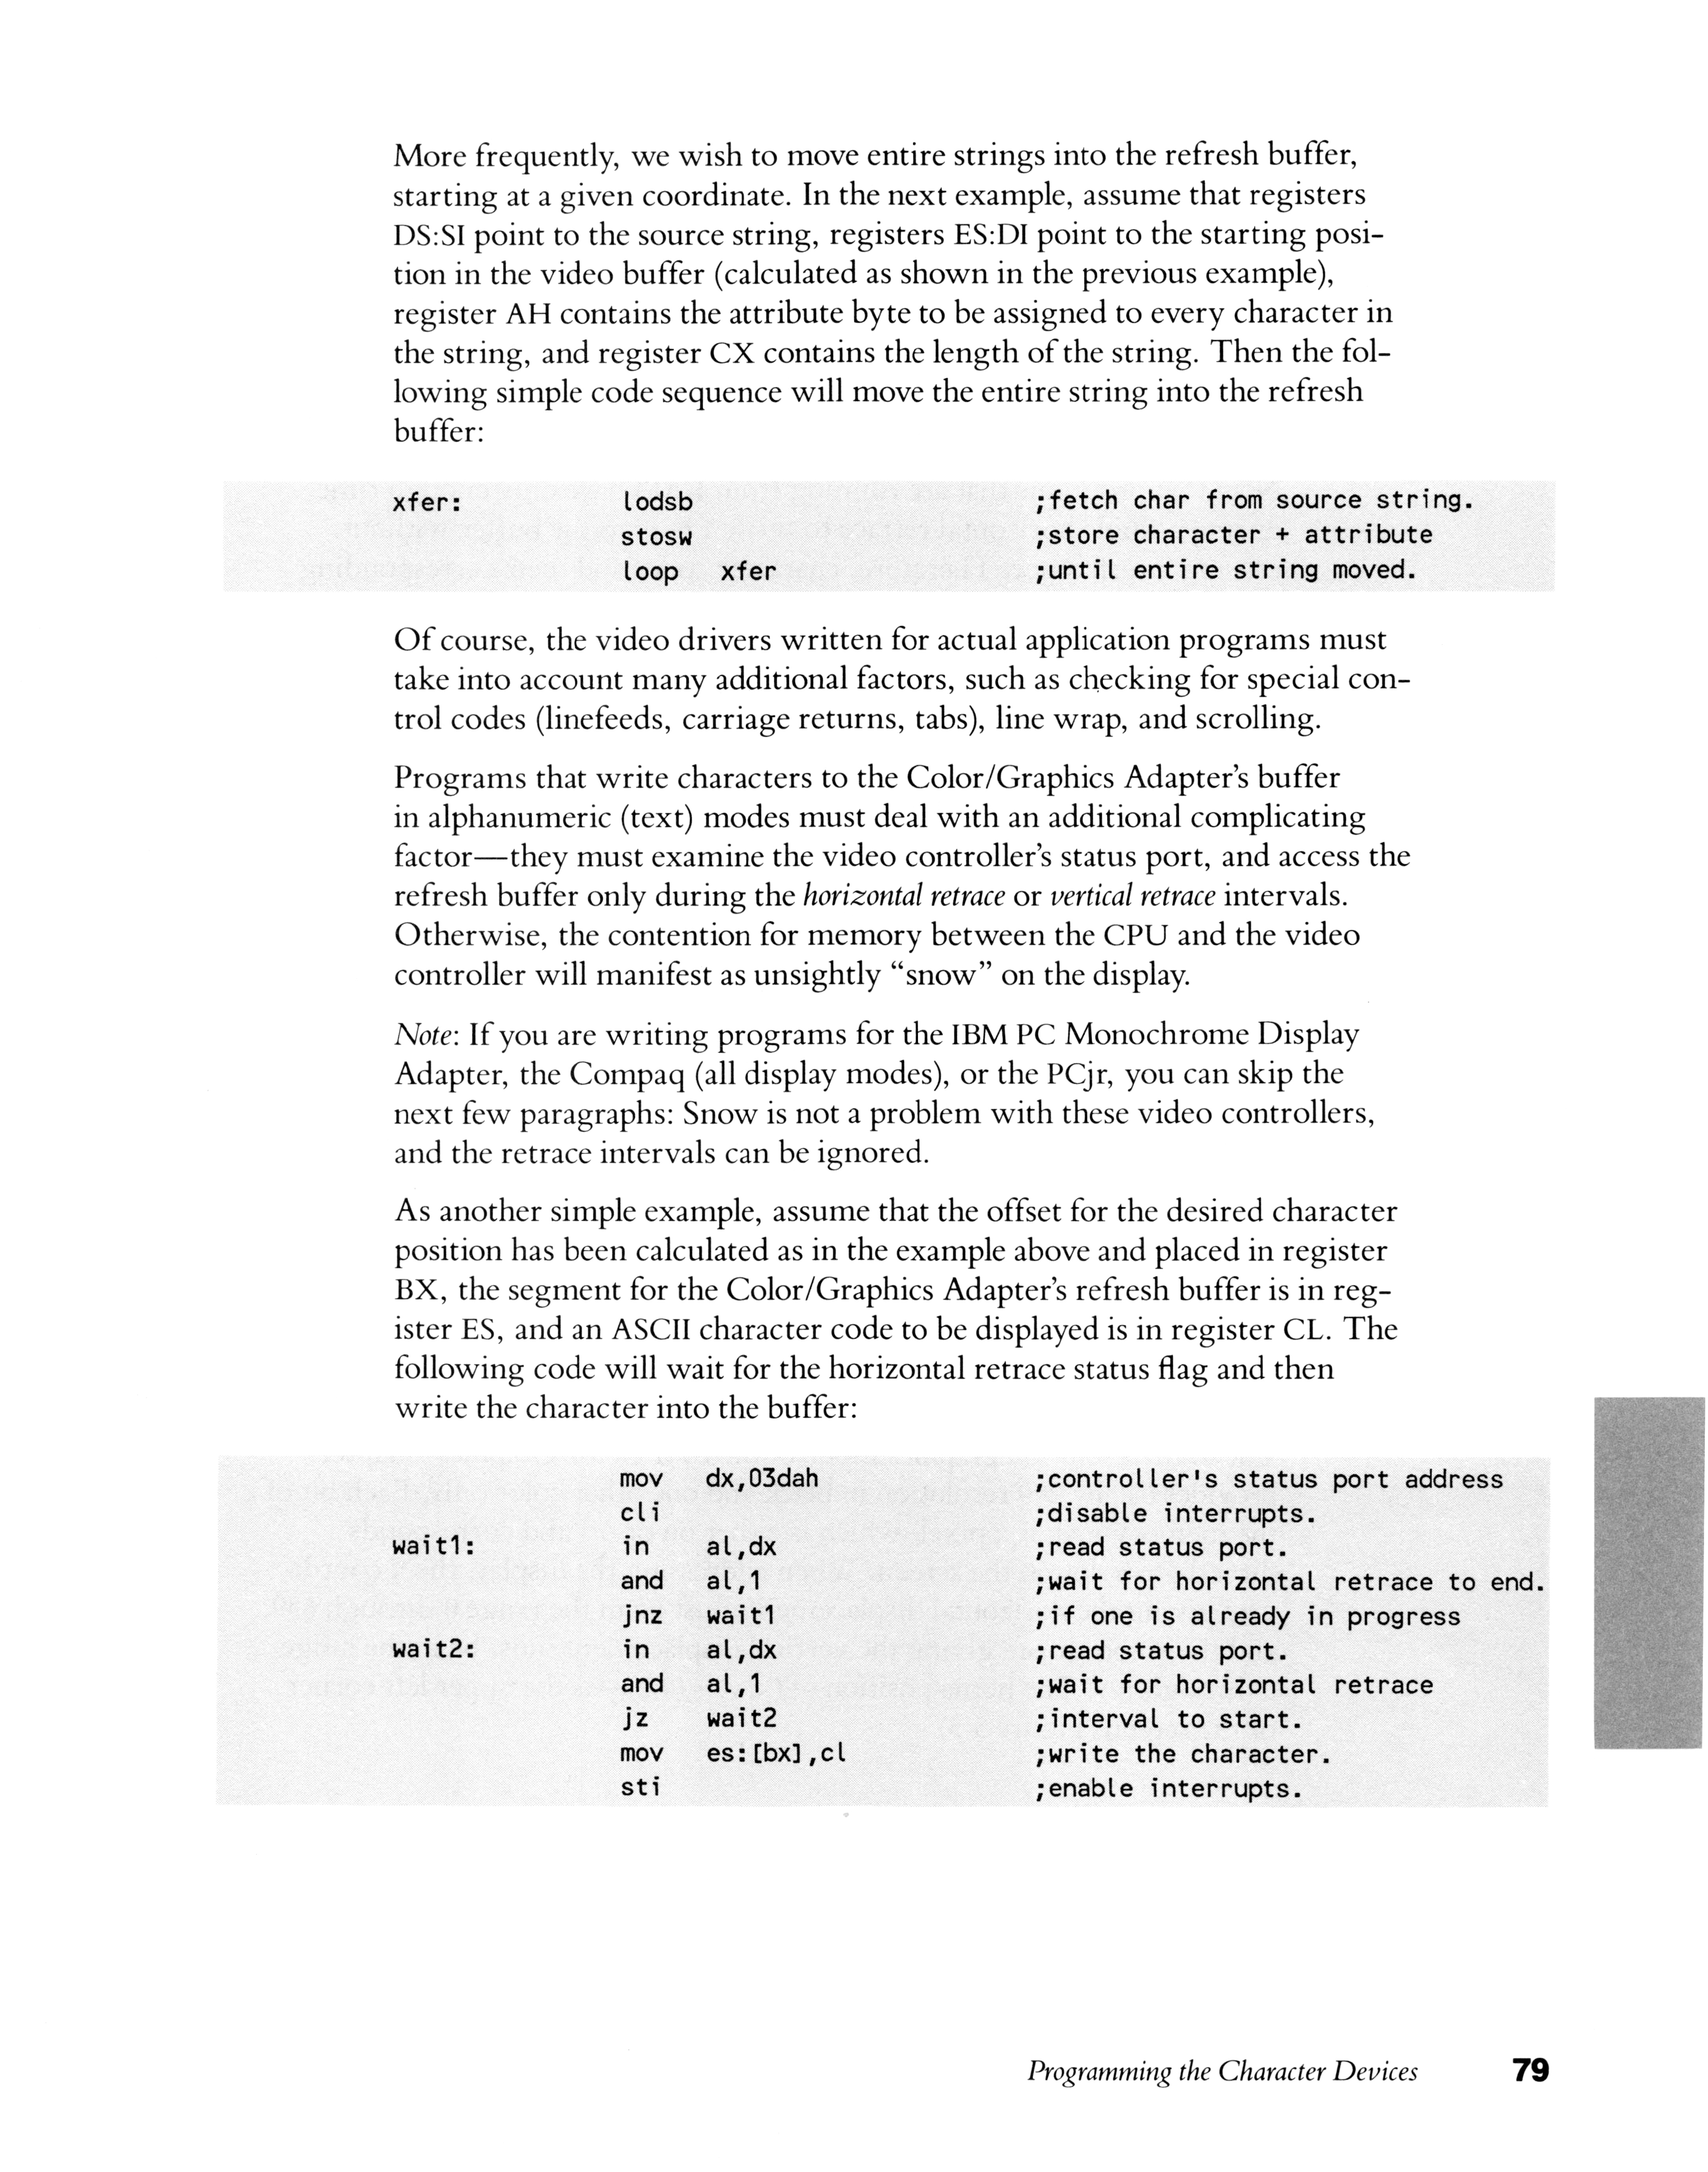 More frequently, we wish to move entire strings into the refresh buffer,
starting at a given coordinate. In the next example, assume that registers
DS:SI point to the source string, registers ES:DI point to the starting posi-
tion in the video buffer (calculated as shown in the previous example),
register AH contains the attribute byte to be assigned to every character in
the string, and register CX contains the length of the string. Then the fol-
lowing simple code sequence will move the entire string into the refresh
buffer:
xfer: lodsb ;fetch char from source string.
stosw ;store character + attribute
loop xfer ;until entire string moved.
Of course, the video drivers written for actual application programs must
take into account many additional factors, such as checking for special con-
trol codes (linefeeds, carriage returns, tabs), line wrap, and scrolling.
Programs that write characters to the Color/Graphics Adapter's buffer
in alphanumeric (text) modes must deal with an additional complicating
factor—they must examine the video controller's status port, and access the
refresh buffer only during the horizontal retrace or vertical retrace intervals.
Otherwise, the contention for memory between the CPU and the video
controller will manifest as unsightly “snow” on the display.
Note: If you are writing programs for the IBM PC Monochrome Display
Adapter, the Compaq (all display modes), or the PCjr, you can skip the
next few paragraphs: Snow is not a problem with these video controllers,
and the retrace intervals can be ignored.
As another simple example, assume that the offset for the desired character
position has been calculated as in the example above and placed in register
BX, the segment for the Color/Graphics Adapter's refresh buffer is in reg-
ister ES, and an ASCII character code to be displayed is in register CL. The
following code will wait for the horizontal retrace status flag and then
write the character into the buffer:
mov dx,03dah ;controller's status port address
cli ;disable interrupts.
wait1: in al,dx ;read status port.
and al,1 ;wait for horizontal retrace to end.
jnz wait1 ;if one is already in progress
wait2: in al,dx ;read status port.
and al,1 ;wait for horizontal retrace
jz wait2 ;interval to start.
mov es:[bx],cl ;write the character.
sti ;enable interrupts.
Programming the Character Devices 79